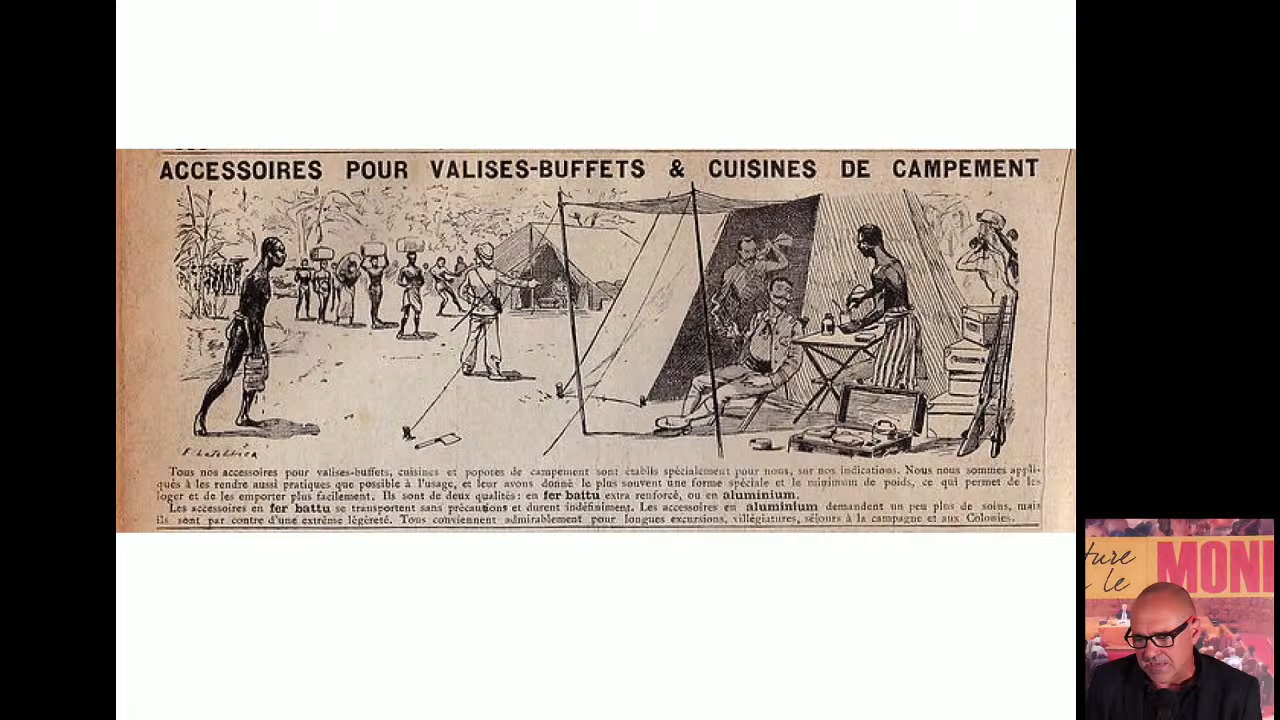 ACCESSOIRES POUR VALISES-BUFFETS & CUISINES DE CAMPEMENT
Tous nos accessoires pour valises-buffets, cuisines et popotes de campement sont établis spécialement pour nous, sur nos indications. Nous nous sommes appli-
qués à les rendre aussi pratiques que possible à l'usage, et leur avons donné le plus souvent une forme spéciale et le minimum de poids, ce qui permet de les
loger et de les emporter plus facilement. Ils sont de deux qualités : en fer battu extra renforcé, ou en aluminium.
Les accessoires en fer battu se transportent sans précautions et durent indéfiniment. Les accessoires en aluminium demandent un peu plus de soins, mais
ils sont par contre d'une extrême légèreté. Tous conviennent admirablement pour longues excursions, villégiatures, séjours à la campagne et aux Colonies.
ture
le
MON